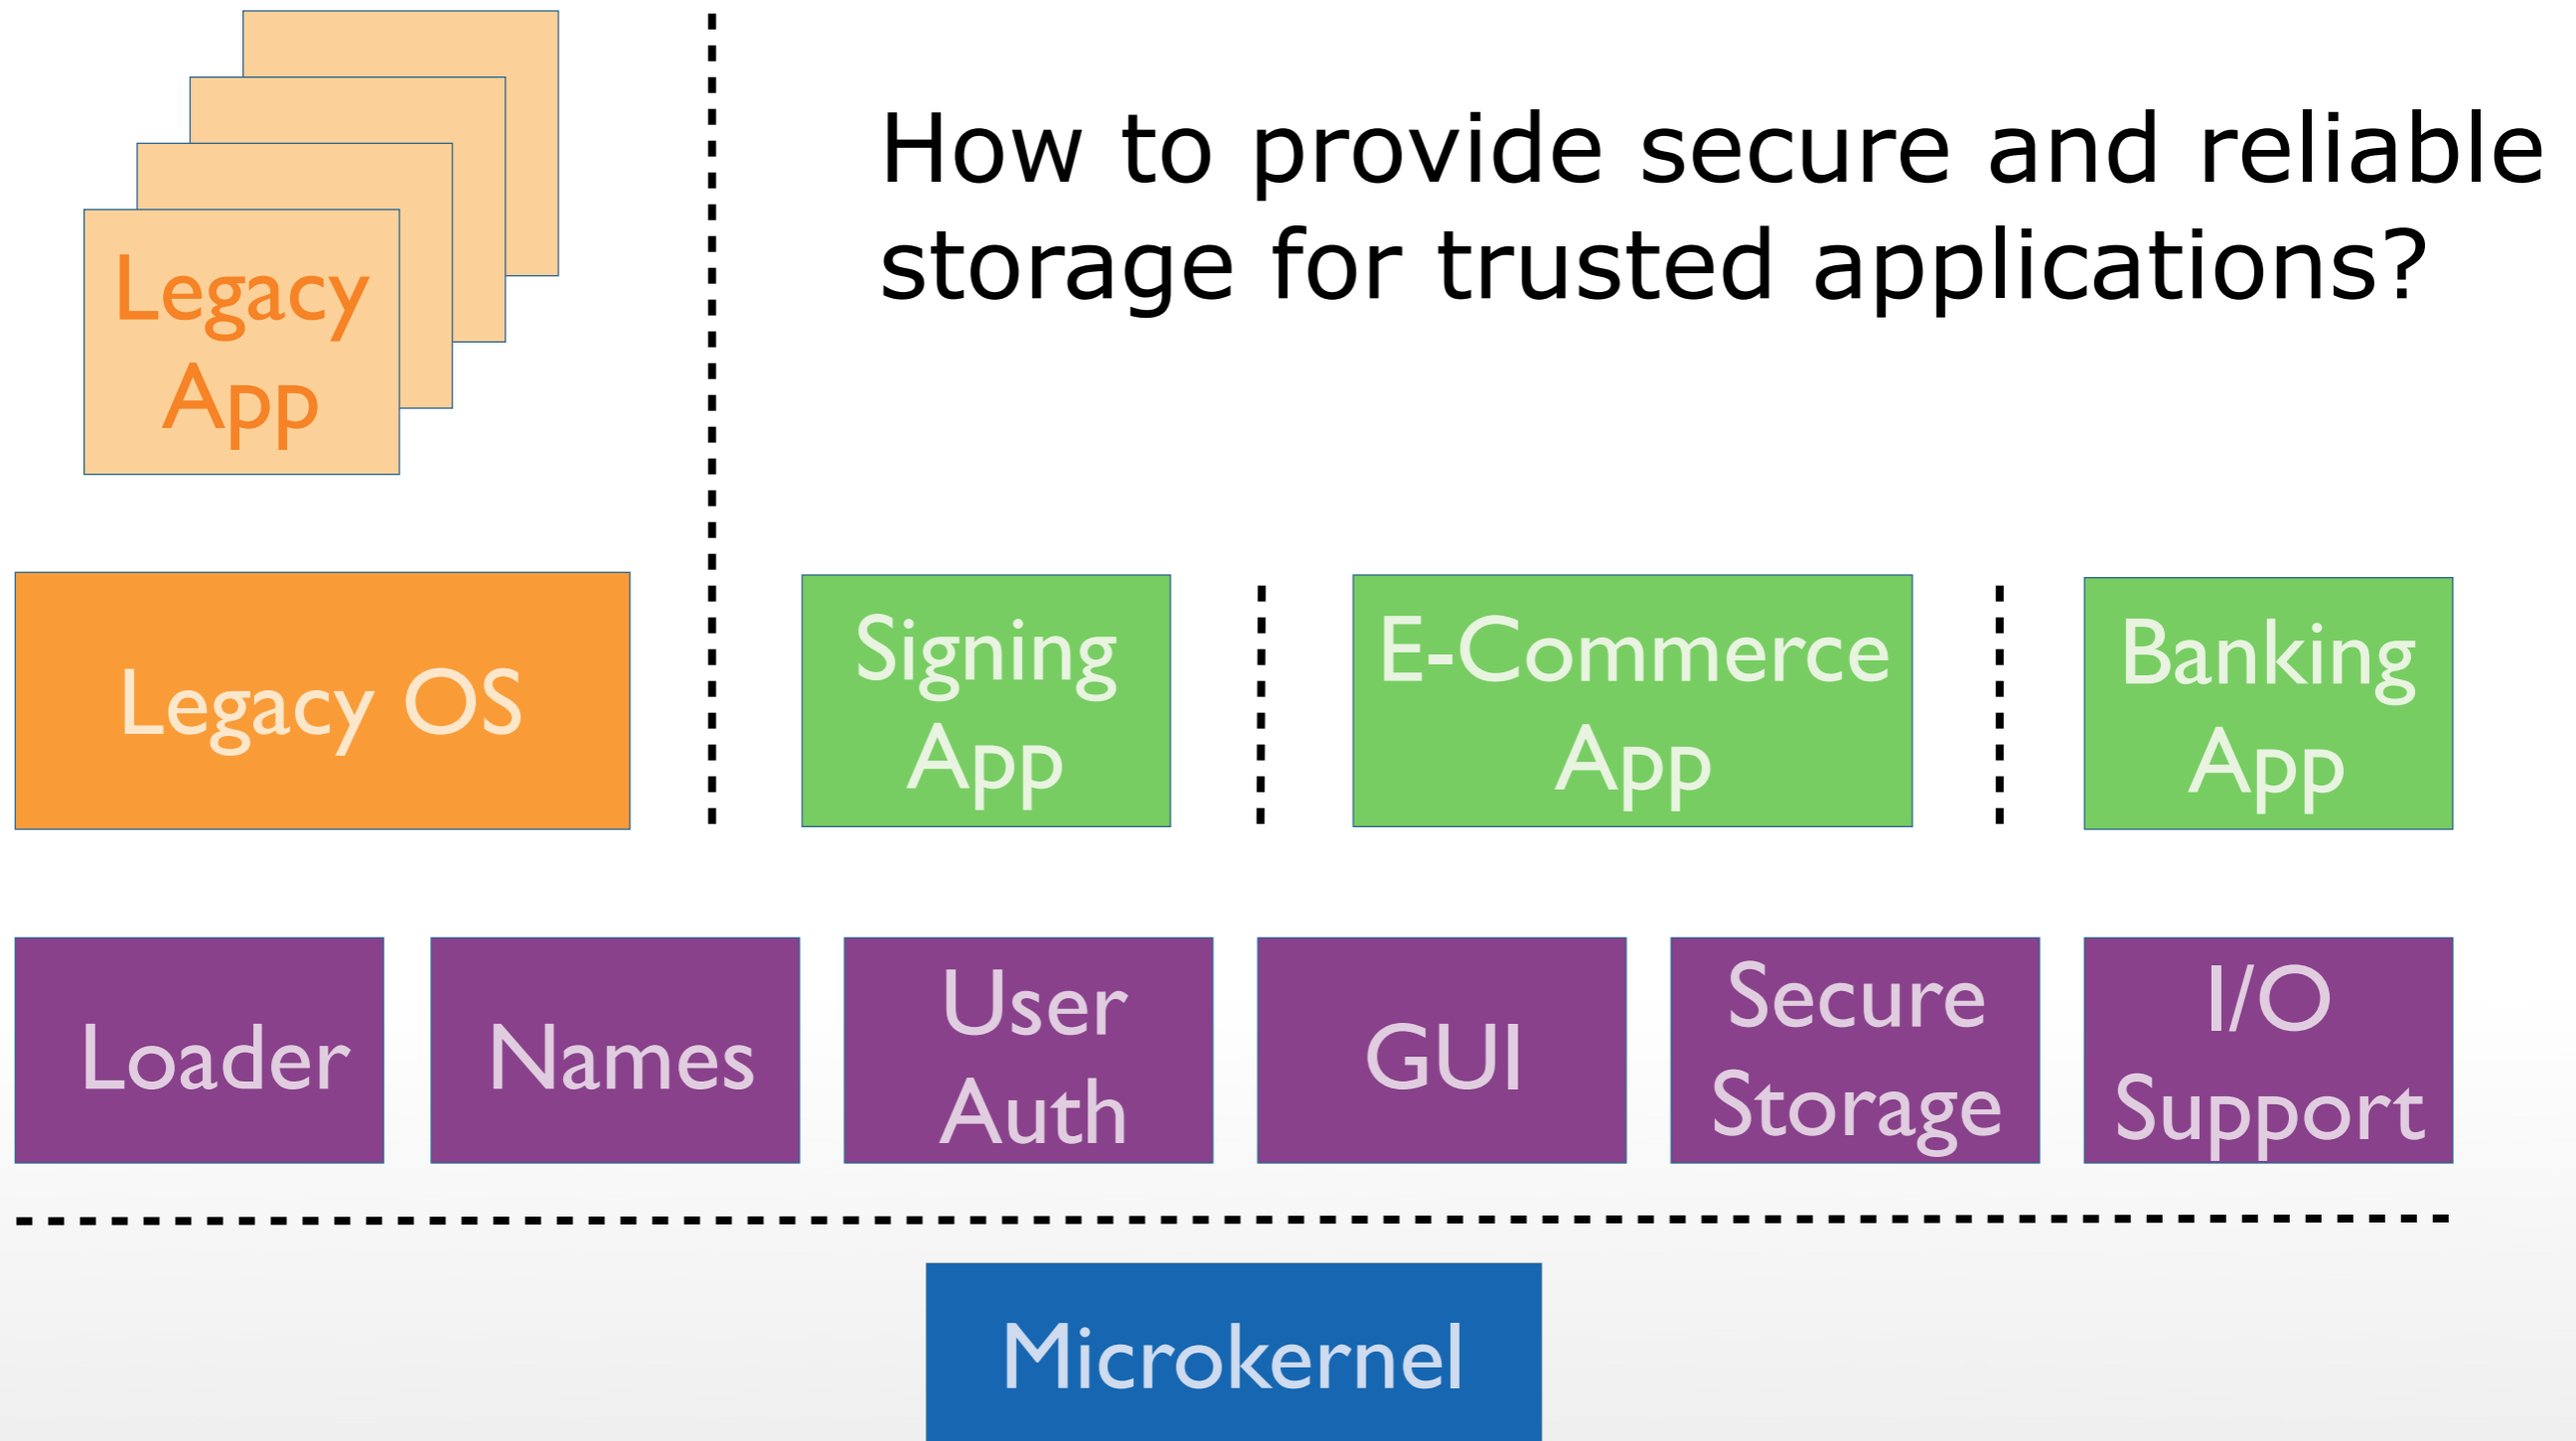 How to provide secure and reliable
storage for trusted applications?
Legacy
App
Legacy OS
Signing
App
E-Commerce
App
Banking
App
Loader
Names
User
Auth
GUI
Secure
Storage
I/O
Support
Microkernel